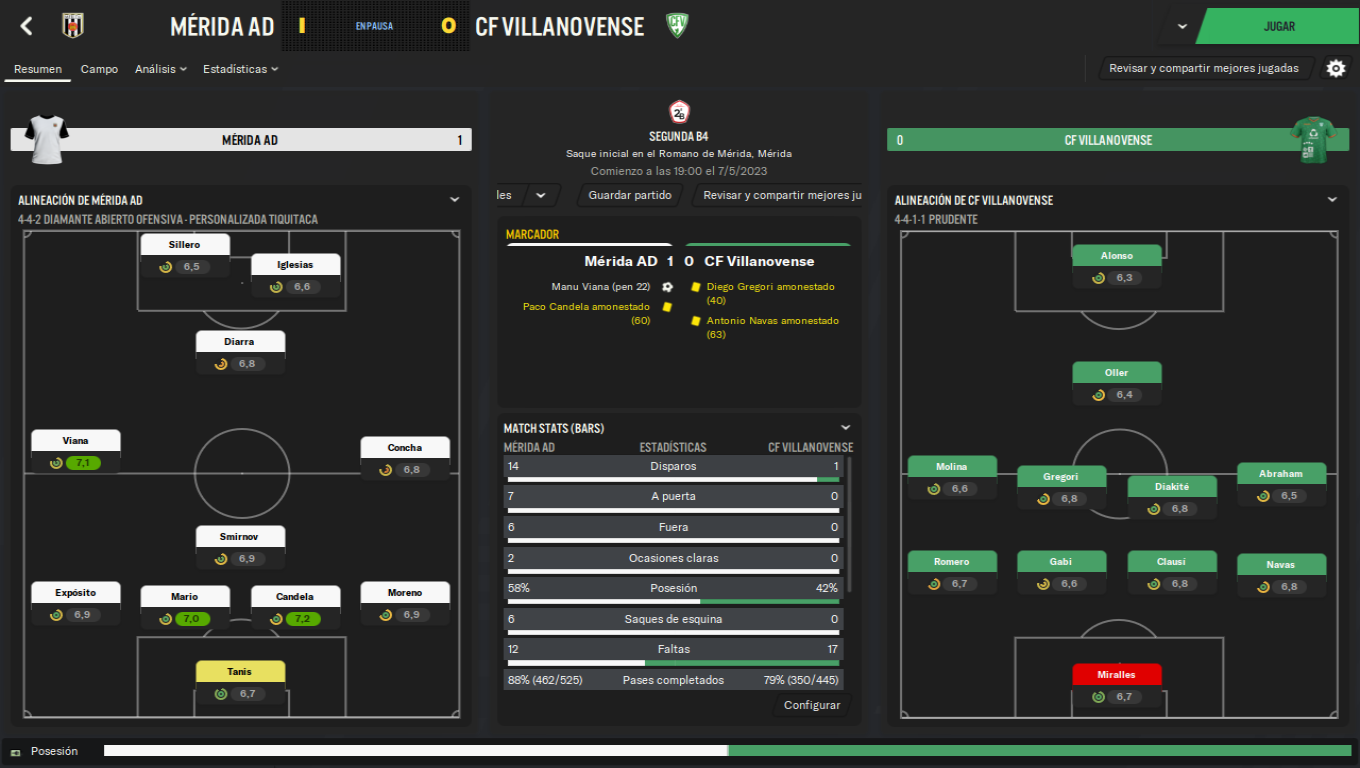 MÉRIDA AD 1 EN PAUSA 0 CF VILLANOVENSE
JUGAR
Resumen Campo Análisis Estadísticas
Revisar y compartir mejores jugadas
MÉRIDA AD 1
2ªB
SEGUNDA B4
Saque inicial en el Romano de Mérida, Mérida
Comienzo a las 19:00 el 7/5/2023
les Guardar partido Revisar y compartir mejores ju
0 CF VILLANOVENSE
ALINEACIÓN DE MÉRIDA AD
4-4-2 DIAMANTE ABIERTO OFENSIVA - PERSONALIZADA TIQUITACA
Sillero
6,5
Iglesias
6,6
Diarra
6,8
Viana
7,1
Concha
6,8
Smirnov
6,9
Expósito
6,9
Mario
7,0
Candela
7,2
Moreno
6,9
Tanis
6,7
MARCADOR
Mérida AD 1 0 CF Villanovense
Manu Viana (pen 22)
Paco Candela amonestado
(60)
Diego Gregori amonestado
(40)
Antonio Navas amonestado
(63)
MATCH STATS (BARS)
MÉRIDA AD ESTADÍSTICAS CF VILLANOVENSE
14 Disparos 1
7 A puerta 0
6 Fuera 0
2 Ocasiones claras 0
58% Posesión 42%
6 Saques de esquina 0
12 Faltas 17
88% (462/525) Pases completados 79% (350/445)
Configurar
ALINEACIÓN DE CF VILLANOVENSE
4-4-1-1 PRUDENTE
Alonso
6,3
Oller
6,4
Molina
6,6
Gregori
6,8
Diakité
6,8
Abraham
6,5
Romero
6,7
Gabi
6,6
Clausí
6,8
Navas
6,8
Miralles
6,7
Posesión